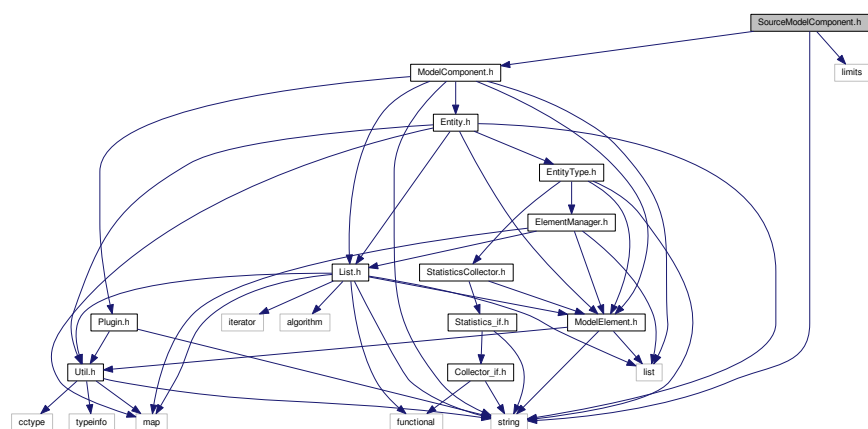 SourceModelComponent.h
ModelComponent.h
limits
Entity.h
EntityType.h
ElementManager.h
List.h
StatisticsCollector.h
iterator
algorithm
Plugin.h
Statistics_if.h
ModelElement.h
Util.h
Collector_if.h
list
cctype
typeinfo
map
functional
string